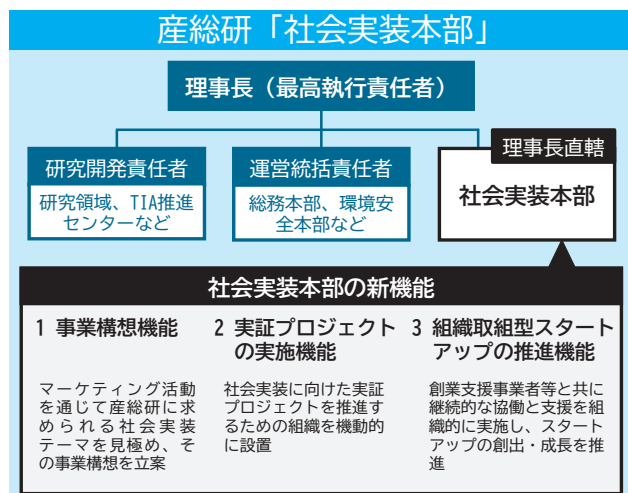 産総研「社会実装本部」
理事長（最高執行責任者）
研究開発責任者
研究領域、TIA推進
センターなど
運営統括責任者
総務本部、環境安
全本部など
理事長直轄
社会実装本部
社会実装本部の新機能
1 事業構想機能
マーケティング活動
を通じて産総研に求
められる社会実装
テーマを見極め、そ
の事業構想を立案
2 実証プロジェクト
の実施機能
社会実装に向けた実証
プロジェクトを推進す
るための組織を機動的
に設置
3 組織取組型スタート
アップの推進機能
創業支援事業者等と共に
継続的な協働と支援を組
織的に実施し、スタート
アップの創出・成長を推
進